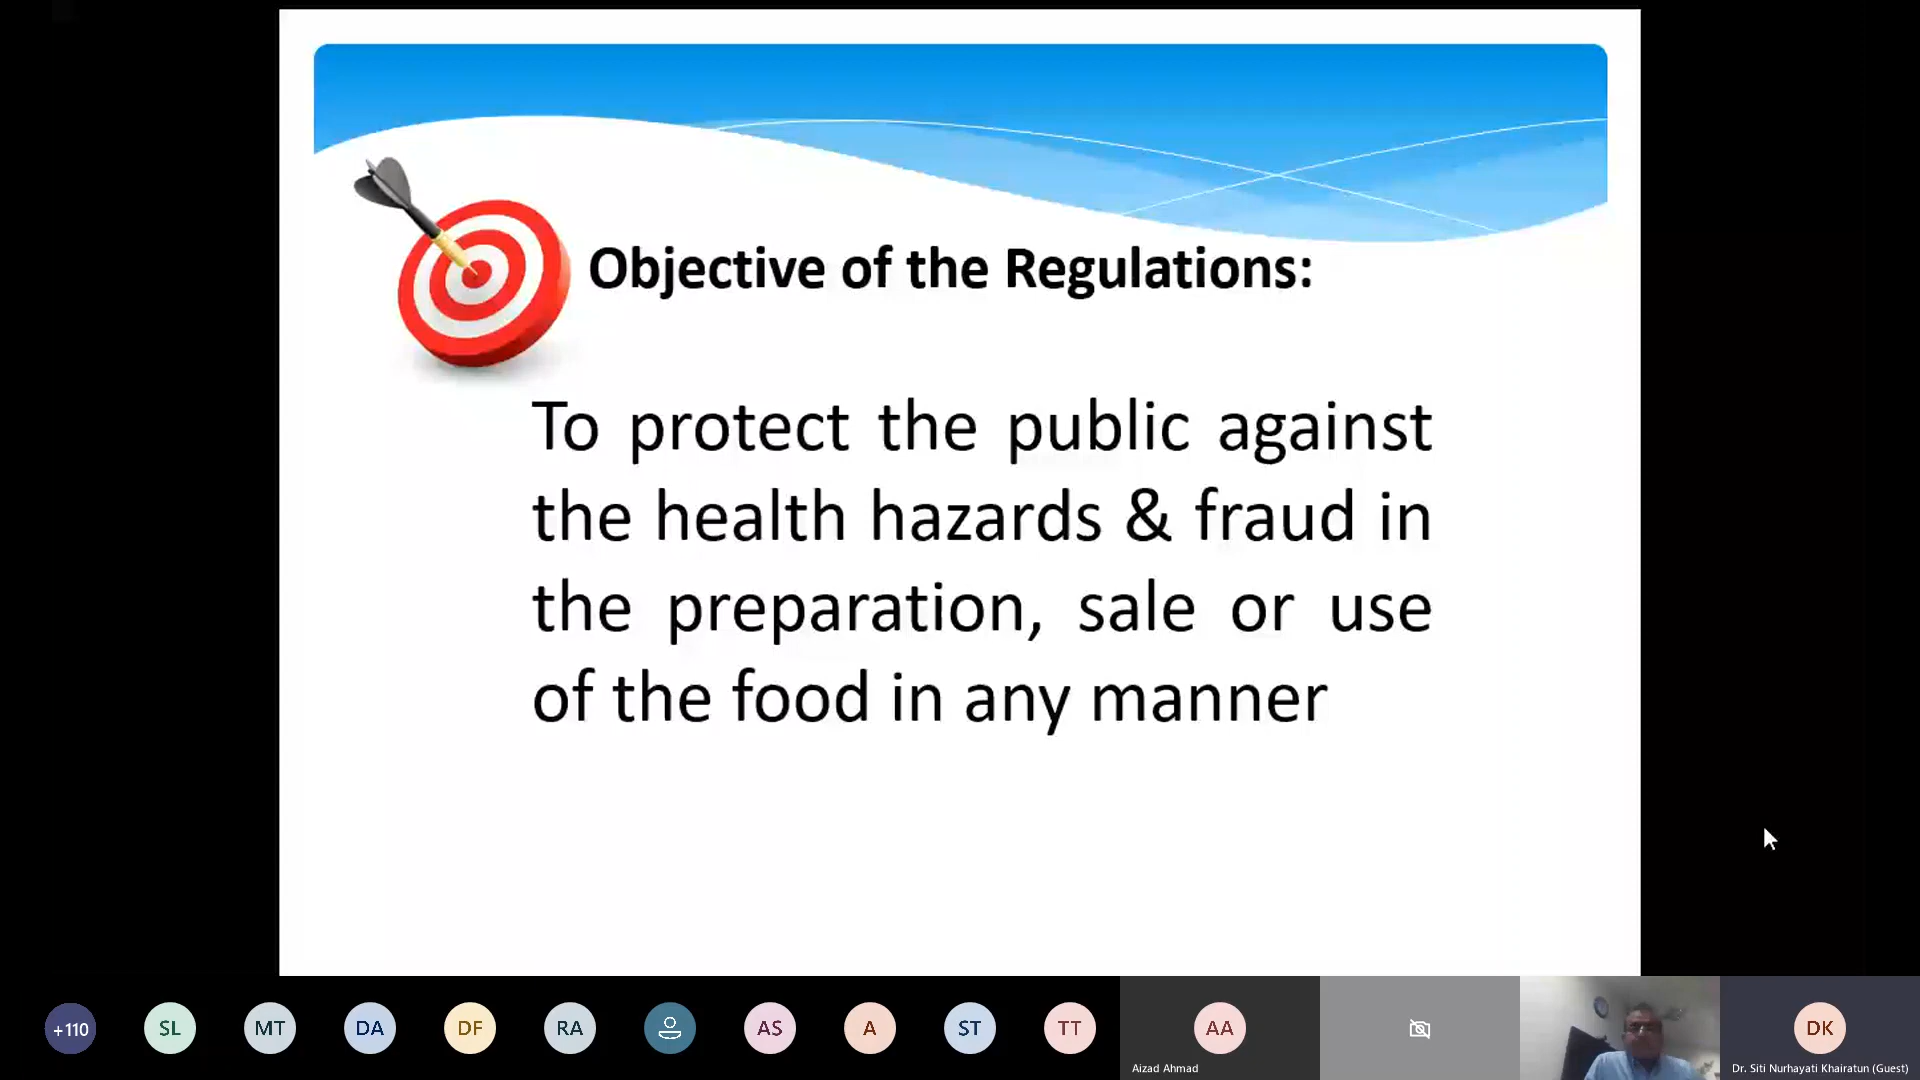 Objective of the Regulations:
To protect the public against
the health hazards & fraud in
the preparation, sale or use
of the food in any manner
+110
SL
MT
DA
DF
RA
AS
A
ST
TT
AA
DK
Aizad Ahmad
Dr. Siti Nurhayati Khairatun (Guest)